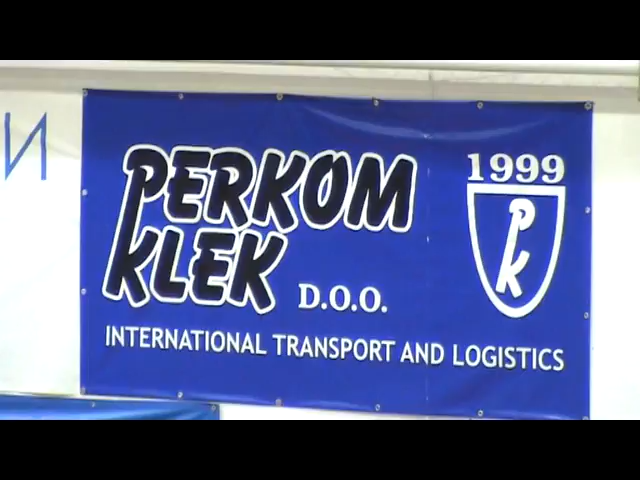 И
PERKOM
KLEK D.O.O.
INTERNATIONAL TRANSPORT AND LOGISTICS
1999
PK